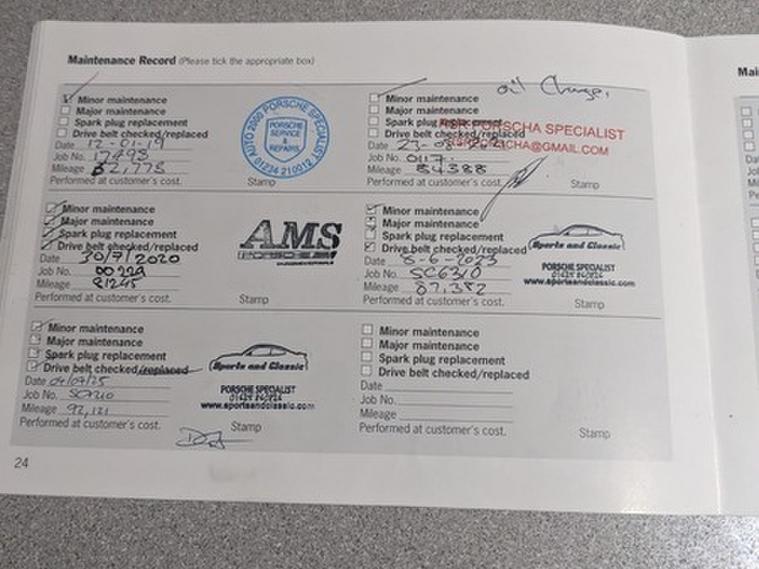 Maintenance Record (Please tick the appropriate box)
Minor maintenance
Major maintenance
Spark plug replacement
Drive belt checked/replaced
Date 12-01-19
Job No. 17493
Mileage 52,773
Performed at customer's cost.
Stamp
AUTO 2000 PORSCHE SPECIALIST
PORSCHE
SERVICE
&
REPAIRS
01234 210012
oil Change.
Minor maintenance
Major maintenance
Spark plug replacement
Drive belt checked/replaced
Date
Job No. 0117.
Mileage 84388
Performed at customer's cost.
Stamp
PORSCHA SPECIALIST
@GMAIL.COM
Minor maintenance
Major maintenance
Spark plug replacement
Drive belt checked/replaced
Date 30/7/2020
Job No. 00229
Mileage 81245
Performed at customer's cost.
Stamp
AMS
Minor maintenance
Major maintenance
Spark plug replacement
Drive belt checked/replaced
Date 8-6-2023
Job No. SC6310
Mileage 87,352
Performed at customer's cost.
Stamp
Sports and Classic
PORSCHE SPECIALIST
www.sportsandclassic.com
Minor maintenance
Major maintenance
Spark plug replacement
Drive belt checked/replaced
Date
Job No.
Mileage 92,121
Performed at customer's cost.
Stamp
Sports and Classic
PORSCHE SPECIALIST
www.sportsandclassic.com
Minor maintenance
Major maintenance
Spark plug replacement
Drive belt checked/replaced
Date
Job No.
Mileage
Performed at customer's cost.
Stamp
24
Mai